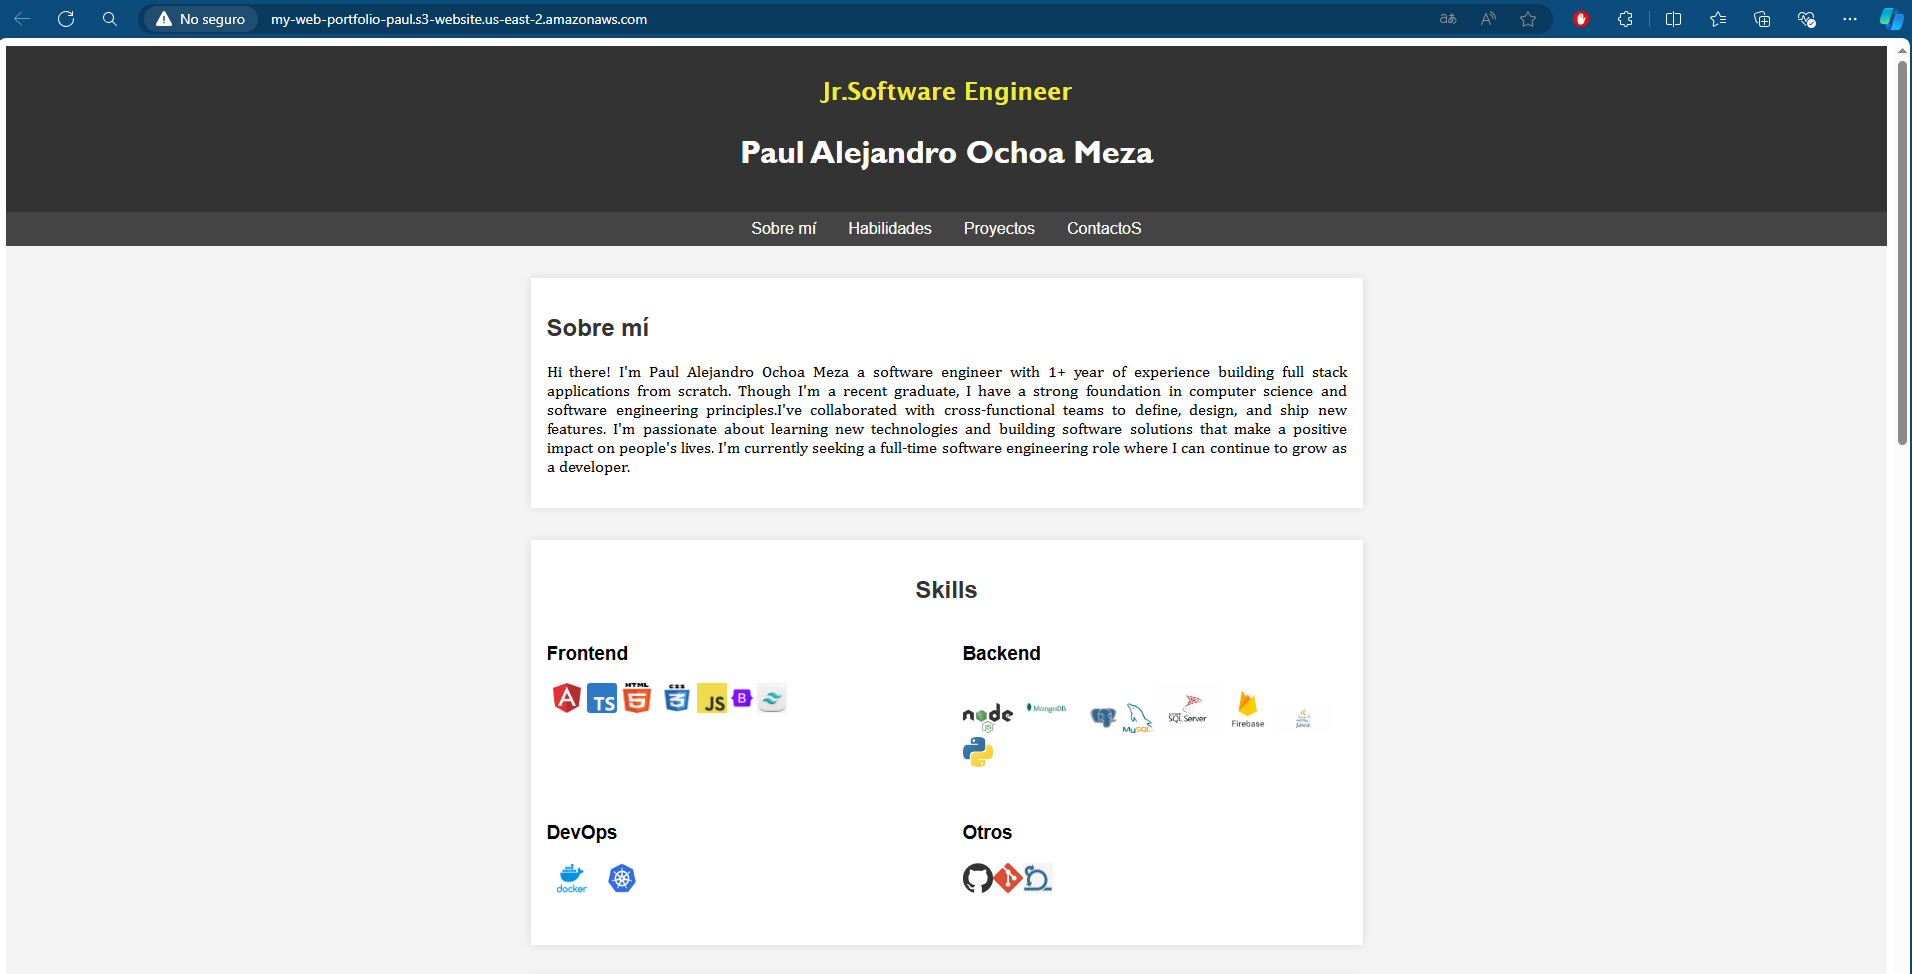 No seguro
my-web-portfolio-paul.s3-website.us-east-2.amazonaws.com
Jr.Software Engineer
Paul Alejandro Ochoa Meza
Sobre mí Habilidades Proyectos ContactoS
Sobre mí
Hi there! I'm Paul Alejandro Ochoa Meza a software engineer with 1+ year of experience building full stack
applications from scratch. Though I'm a recent graduate, I have a strong foundation in computer science and
software engineering principles.I've collaborated with cross-functional teams to define, design, and ship new
features. I'm passionate about learning new technologies and building software solutions that make a positive
impact on people's lives. I'm currently seeking a full-time software engineering role where I can continue to grow as
a developer.
Skills
Frontend
TS HTML 5 CSS 3 JS B
Backend
node JS MongoDB MySQL SQL Server Firebase Java
DevOps
docker
Otros